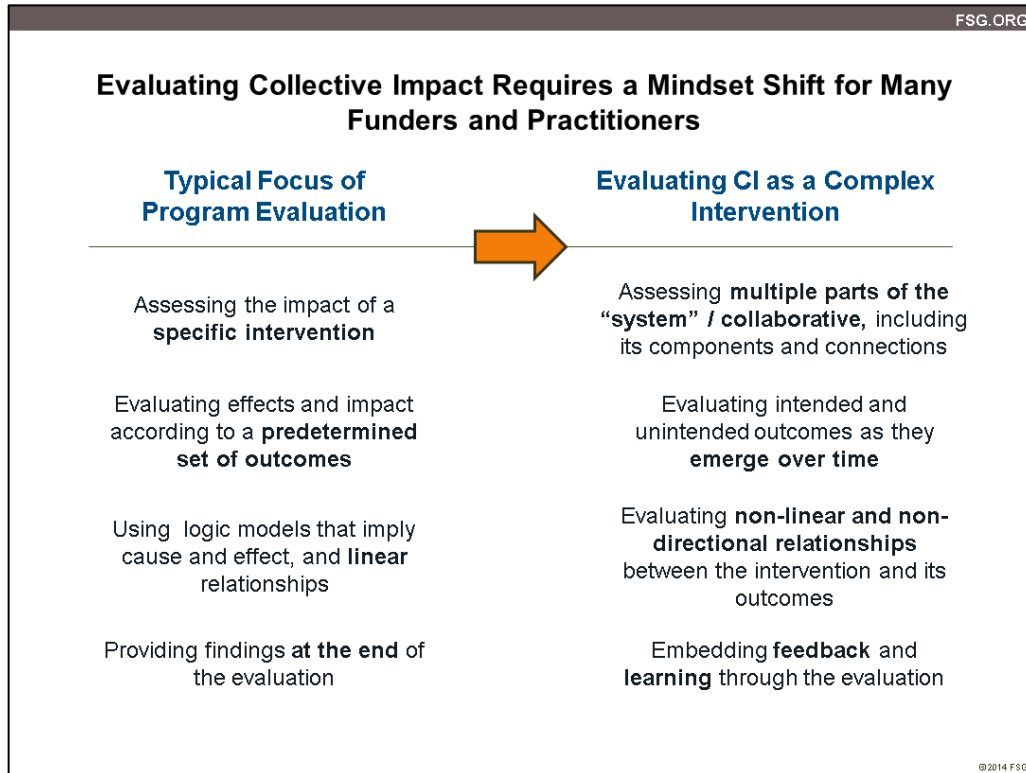 FSG.ORG
Evaluating Collective Impact Requires a Mindset Shift for Many
Funders and Practitioners
Typical Focus of
Program Evaluation
Evaluating CI as a Complex
Intervention
Assessing the impact of a
specific intervention
Assessing multiple parts of the
“system” / collaborative, including
its components and connections
Evaluating effects and impact
according to a predetermined
set of outcomes
Evaluating intended and
unintended outcomes as they
emerge over time
Using  logic models that imply
cause and effect, and linear
relationships
Evaluating non-linear and non-
directional relationships
between the intervention and its
outcomes
Providing findings at the end of
the evaluation
Embedding feedback and
learning through the evaluation
©2014 FSG